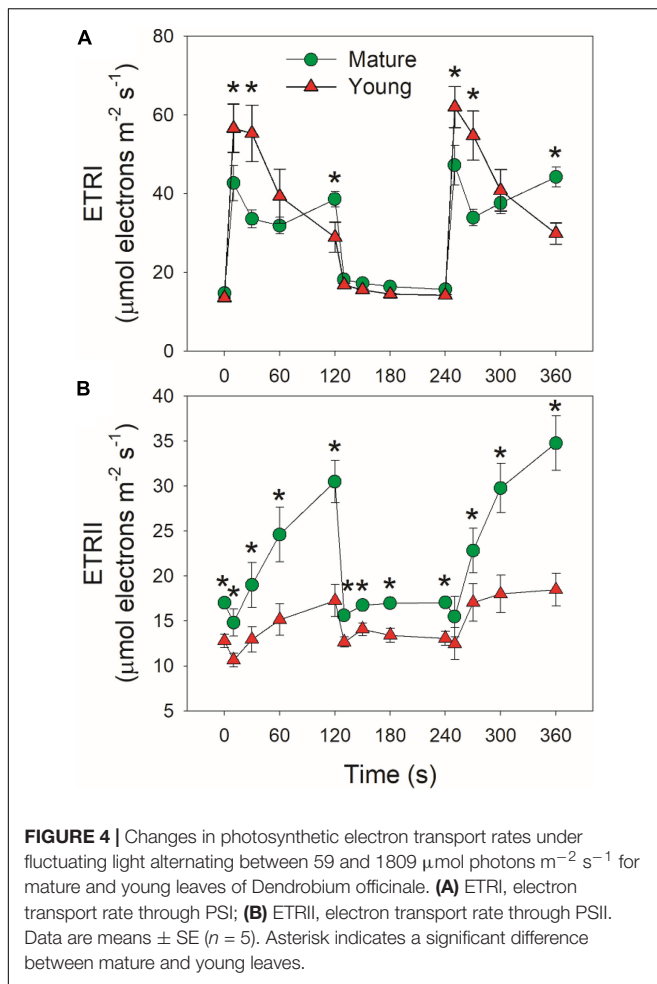 A
Mature
Young
ETRI
(μmol electrons m⁻² s⁻¹)
80
60
40
20
0
* * * * * *
0 60 120 180 240 300 360
B
ETRII
(μmol electrons m⁻² s⁻¹)
40
35
30
25
20
15
10
5
* * * * * * * * * * * *
0 60 120 180 240 300 360
Time (s)
FIGURE 4 | Changes in photosynthetic electron transport rates under
fluctuating light alternating between 59 and 1809 μmol photons m⁻² s⁻¹ for
mature and young leaves of Dendrobium officinale. (A) ETRI, electron
transport rate through PSI; (B) ETRII, electron transport rate through PSII.
Data are means ± SE (n = 5). Asterisk indicates a significant difference
between mature and young leaves.